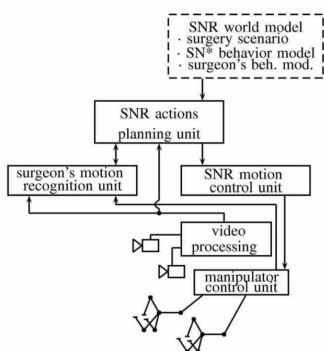 SNR world model
· surgery scenario
· SN* behavior model
· surgeon's beh. mod.
SNR actions
planning unit
surgeon's motion
recognition unit
SNR motion
control unit
video
processing
manipulator
control unit